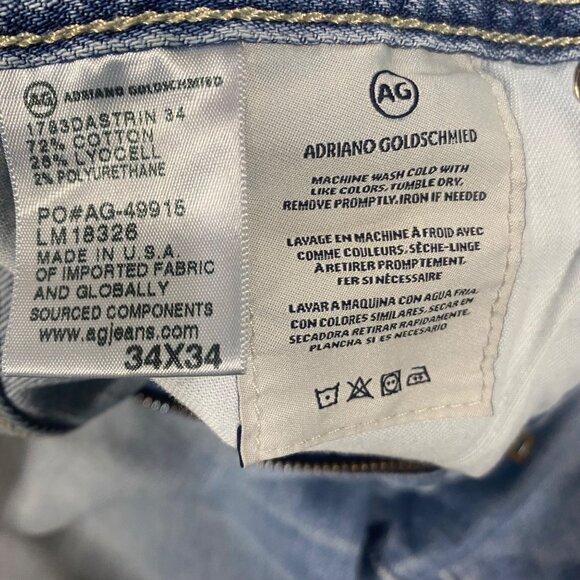 AG ADRIANO GOLDSCHMIED
1783DASTRIN 34
72% COTTON
26% LYOCELL
2% POLYURETHANE
PO#AG-49915
LM18326
MADE IN U.S.A.
OF IMPORTED FABRIC
AND GLOBALLY
SOURCED COMPONENTS
www.agjeans.com
34X34
AG
ADRIANO GOLDSCHMIED
MACHINE WASH COLD WITH
LIKE COLORS, TUMBLE DRY,
REMOVE PROMPTLY, IRON IF NEEDED
LAVAGE EN MACHINE À FROID AVEC
COMME COULEURS, SÈCHE-LINGE
À RETIRER PROMPTEMENT,
FER SI NÉCESSAIRE
LAVAR A MAQUINA CON AGUA FRIA,
CON COLORES SIMILARES, SECAR EN
SECADORA RETIRAR RAPIDAMENTE,
PLANCHA SI ES NECESARIO